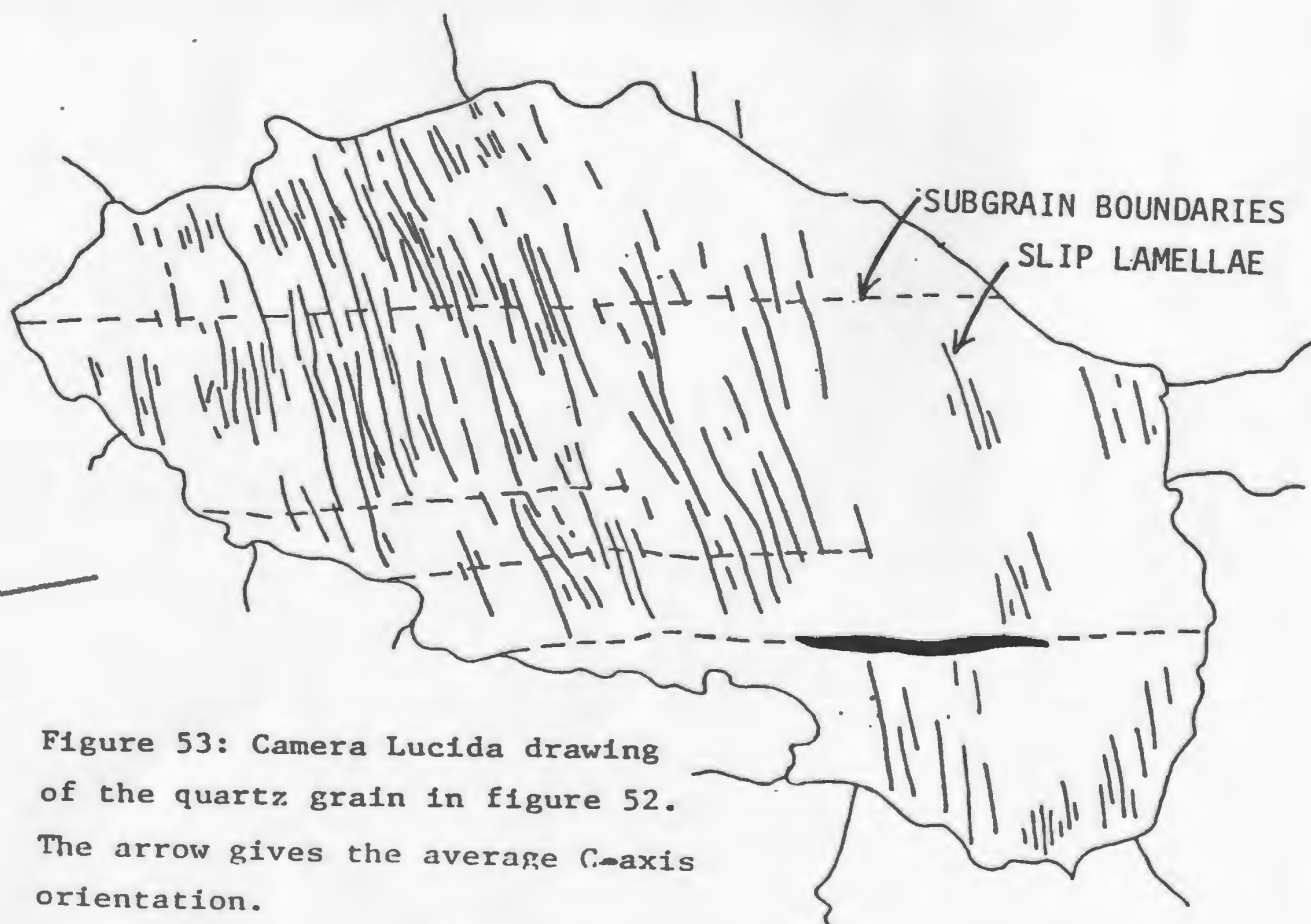 SUBGRAIN BOUNDARIES
SLIP LAMELLAE
Figure 53: Camera Lucida drawing
of the quartz grain in figure 52.
The arrow gives the average C-axis
orientation.